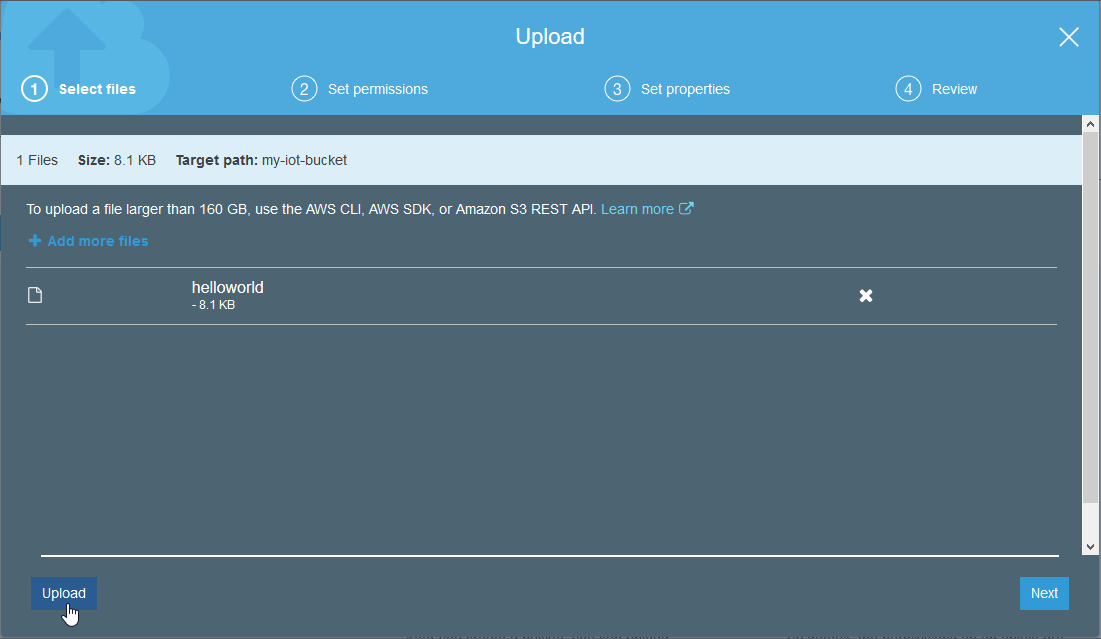 Upload
1 Select files 2 Set permissions 3 Set properties 4 Review
1 Files Size: 8.1 KB Target path: my-iot-bucket
To upload a file larger than 160 GB, use the AWS CLI, AWS SDK, or Amazon S3 REST API. Learn more
Add more files
helloworld
- 8.1 KB
Upload Next